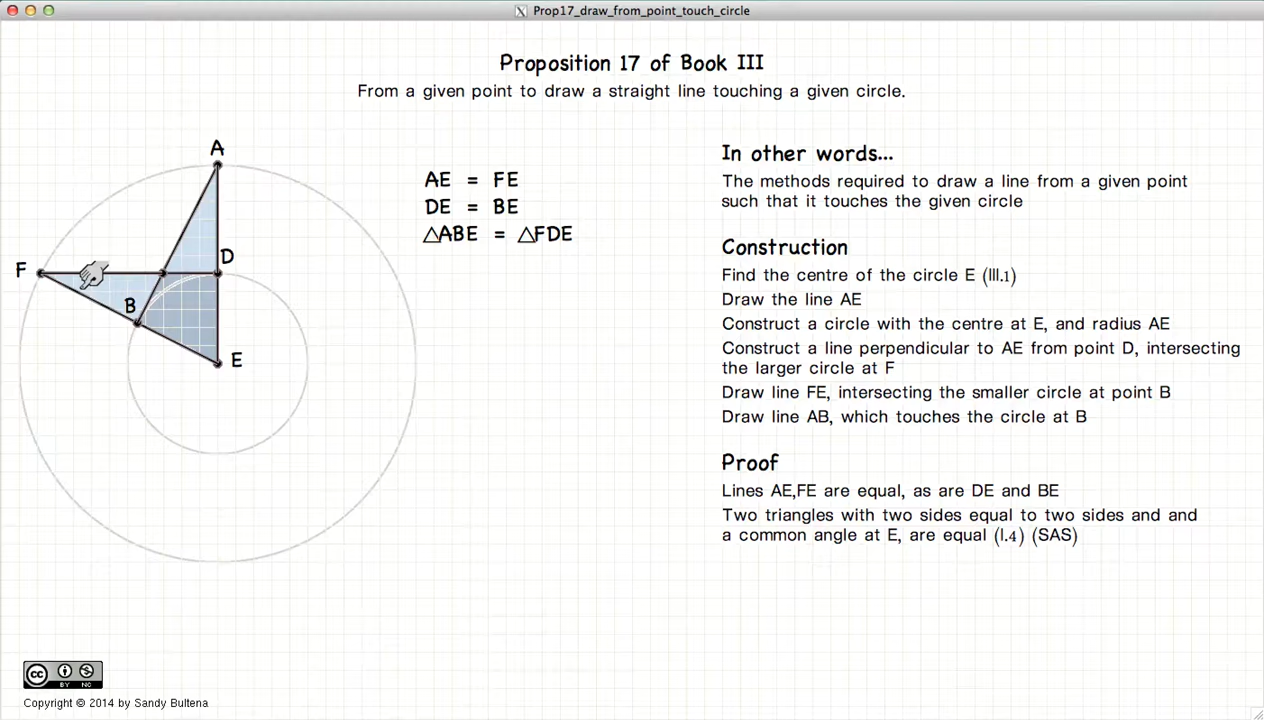 Prop17_draw_from_point_touch_circle
Proposition 17 of Book III
From a given point to draw a straight line touching a given circle.
A
F
D
B
E
AE = FE
DE = BE
△ABE = △FDE
In other words...
The methods required to draw a line from a given point
such that it touches the given circle
Construction
Find the centre of the circle E (III.1)
Draw the line AE
Construct a circle with the centre at E, and radius AE
Construct a line perpendicular to AE from point D, intersecting
the larger circle at F
Draw line FE, intersecting the smaller circle at point B
Draw line AB, which touches the circle at B
Proof
Lines AE,FE are equal, as are DE and BE
Two triangles with two sides equal to two sides and and
a common angle at E, are equal (I.4) (SAS)
cc
BY NC
Copyright © 2014 by Sandy Bultena